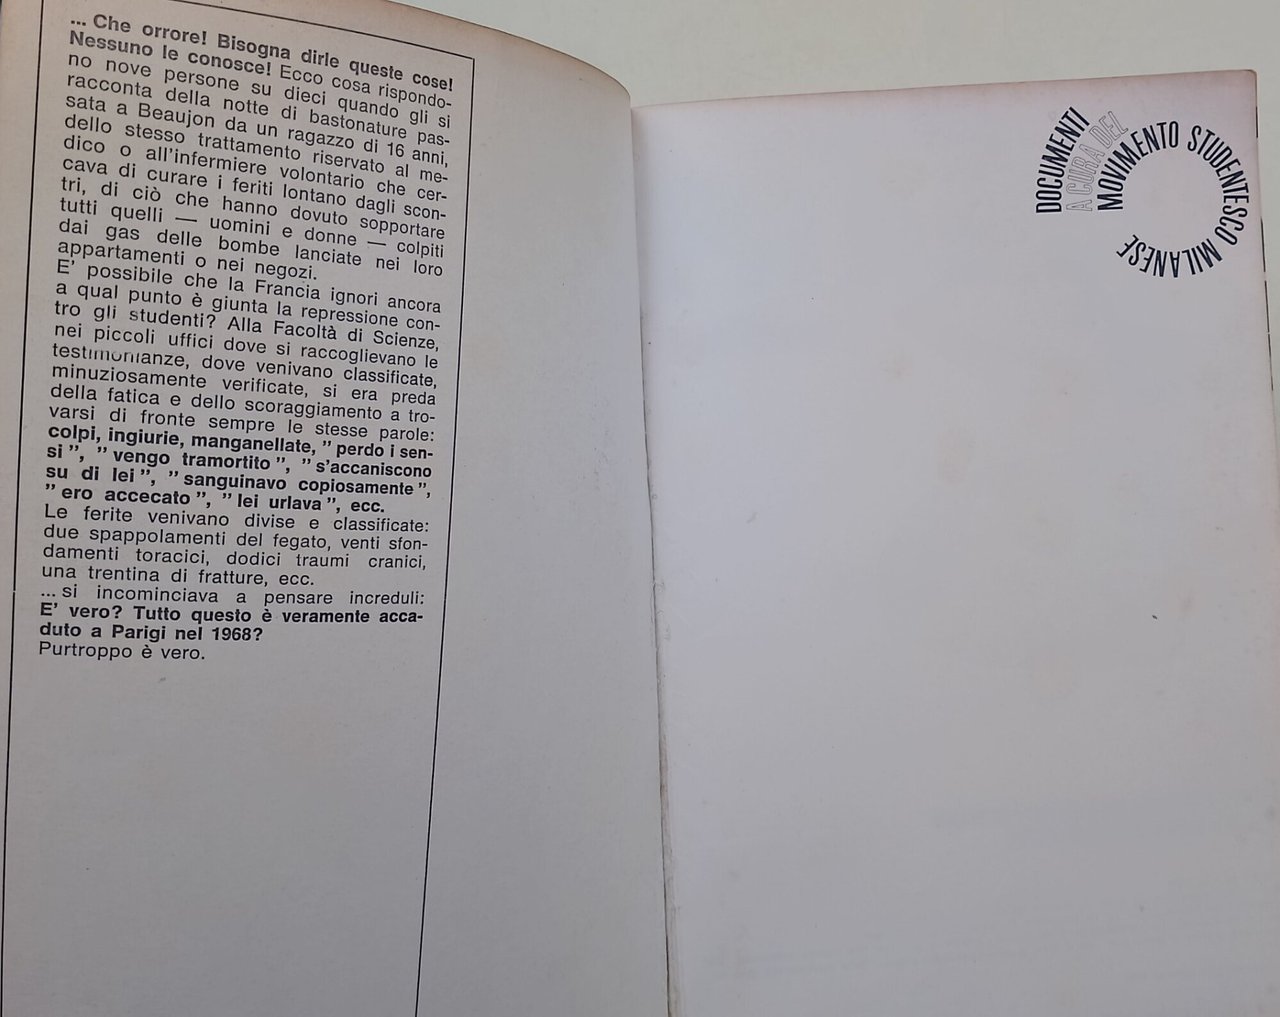 ... Che orrore! Bisogna dirle queste cose!
Nessuno le conosce! Ecco cosa rispondo-
no nove persone su dieci quando gli si
racconta della notte di bastonature pas-
sata a Beaujon da un ragazzo di 16 anni,
dello stesso trattamento riservato al me-
dico o all'infermiere volontario che cer-
cava di curare i feriti lontano dagli scon-
tri, di ciò che hanno dovuto sopportare
tutti quelli — uomini e donne — colpiti
dai gas delle bombe lanciate nei loro
appartamenti o nei negozi.
E' possibile che la Francia ignori ancora
a qual punto è giunta la repressione con-
tro gli studenti? Alla Facoltà di Scienze,
nei piccoli uffici dove si raccoglievano le
testimonianze, dove venivano classificate,
minuziosamente verificate, si era preda
della fatica e dello scoraggiamento a tro-
varsi di fronte sempre le stesse parole:
colpi, ingiurie, manganellate, ” perdo i sen-
si ”, ” vengo tramortito ”, ” s'accaniscono
su di lei ”, ” sanguinavo copiosamente ”,
” ero accecato ”, ” lei urlava ”, ecc.
Le ferite venivano divise e classificate:
due spappolamenti del fegato, venti sfon-
damenti toracici, dodici traumi cranici,
una trentina di fratture, ecc.
... si incominciava a pensare increduli:
E' vero? Tutto questo è veramente acca-
duto a Parigi nel 1968?
Purtroppo è vero.
DOCUMENTI
A CURA DEL
MOVIMENTO STUDENTESCO MILANESE